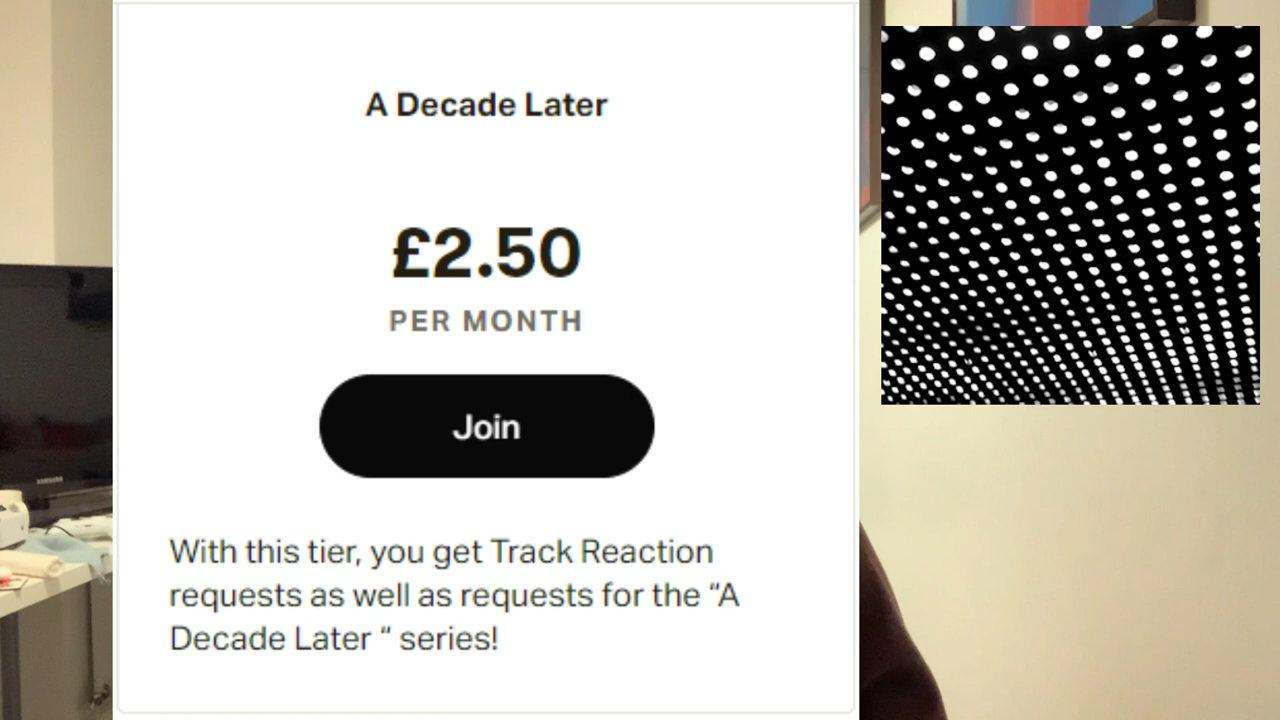 A Decade Later
£2.50
PER MONTH
Join
With this tier, you get Track Reaction
requests as well as requests for the “A
Decade Later “ series!
SAMSUNG